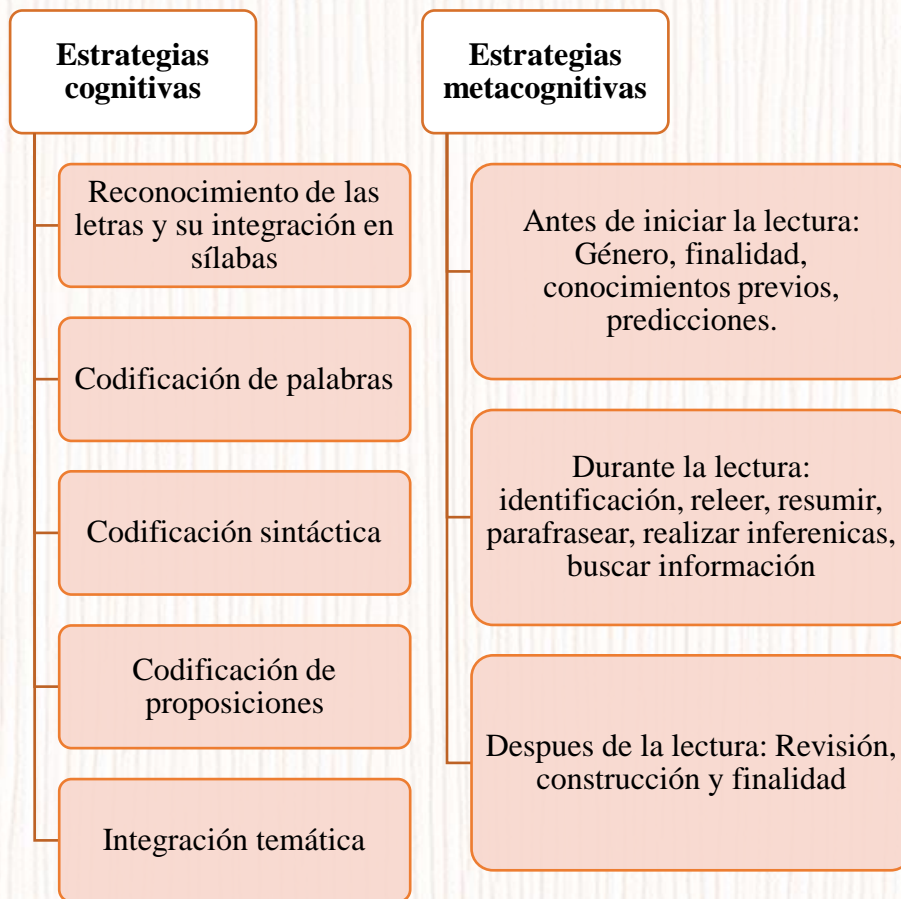 Estrategias
cognitivas
Reconocimiento de las
letras y su integración en
sílabas
Codificación de palabras
Codificación sintáctica
Codificación de
proposiciones
Integración temática
Estrategias
metacognitivas
Antes de iniciar la lectura:
Género, finalidad,
conocimientos previos,
predicciones.
Durante la lectura:
identificación, releer, resumir,
parafrasear, realizar inferenicas,
buscar información
Despues de la lectura: Revisión,
construcción y finalidad